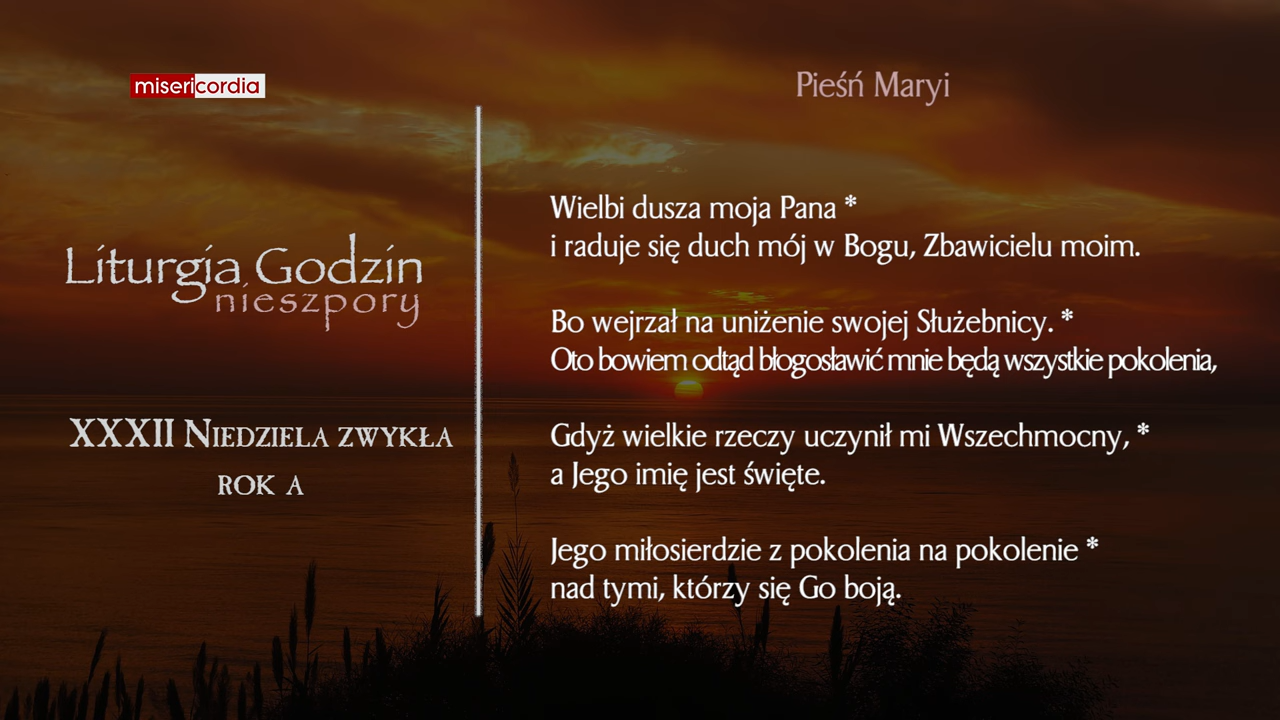 misericordia
Liturgia Godzin
nieszpory
XXXII Niedziela zwykła
rok A
Pieśń Maryi
Wielbi dusza moja Pana *
i raduje się duch mój w Bogu, Zbawicielu moim.
Bo wejrzał na uniżenie swojej Służebnicy. *
Oto bowiem odtąd błogosławić mnie będą wszystkie pokolenia,
Gdyż wielkie rzeczy uczynił mi Wszechmocny, *
a Jego imię jest święte.
Jego miłosierdzie z pokolenia na pokolenie *
nad tymi, którzy się Go boją.